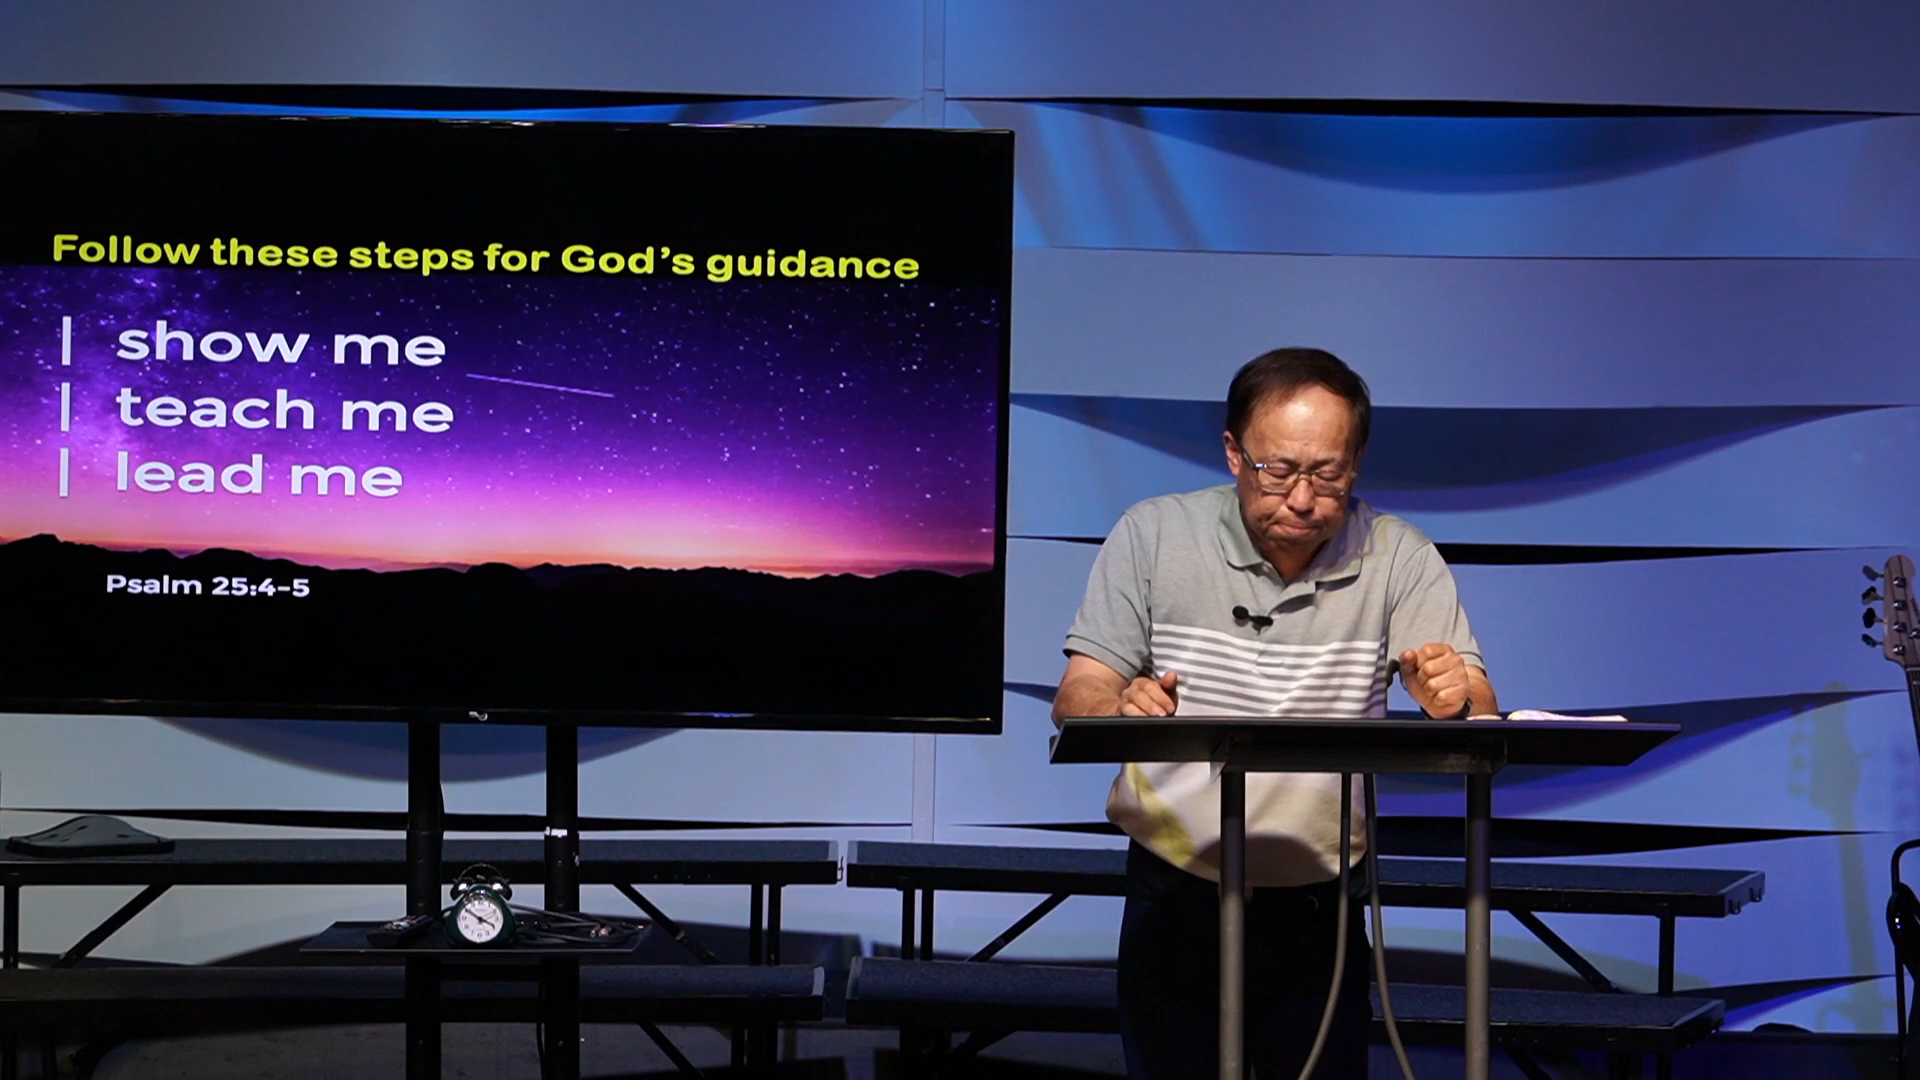 Follow these steps for God's guidance
| show me
| teach me
| lead me
Psalm 25:4-5